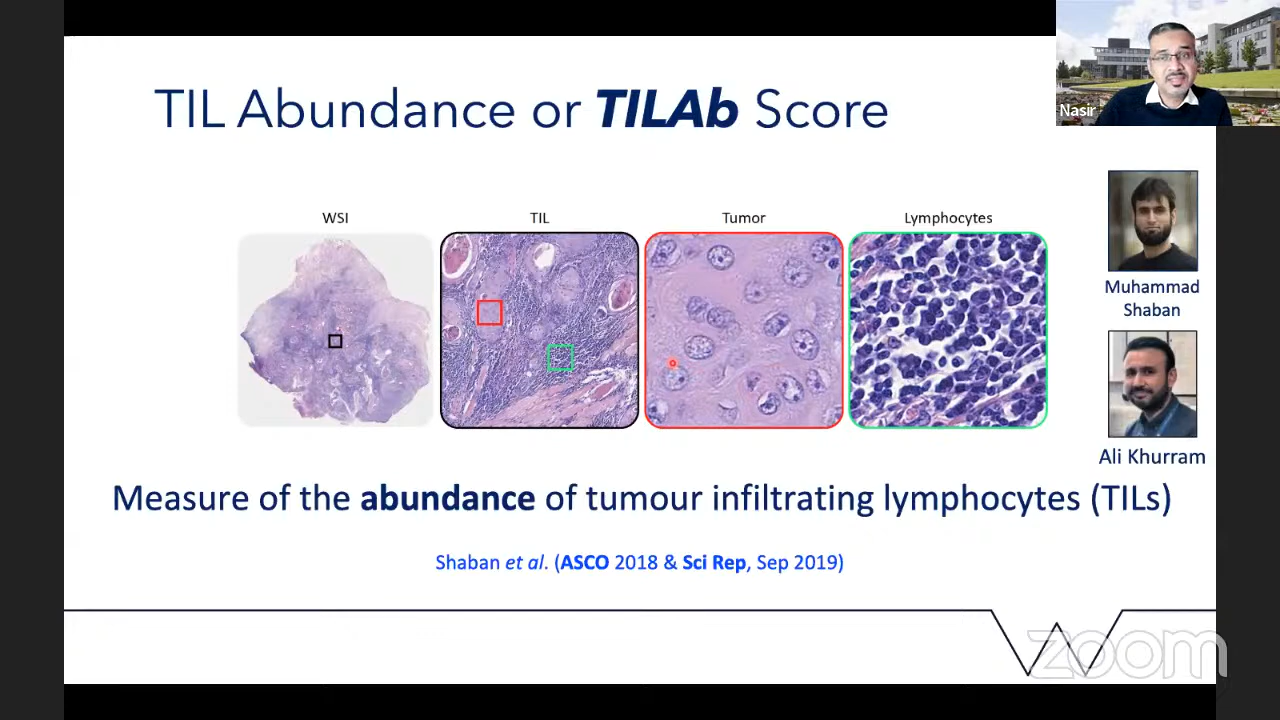 TIL Abundance or TILAb Score
Nasir
WSI
TIL
Tumor
Lymphocytes
Muhammad
Shaban
Ali Khurram
Measure of the abundance of tumour infiltrating lymphocytes (TILs)
Shaban et al. (ASCO 2018 & Sci Rep, Sep 2019)
zoom